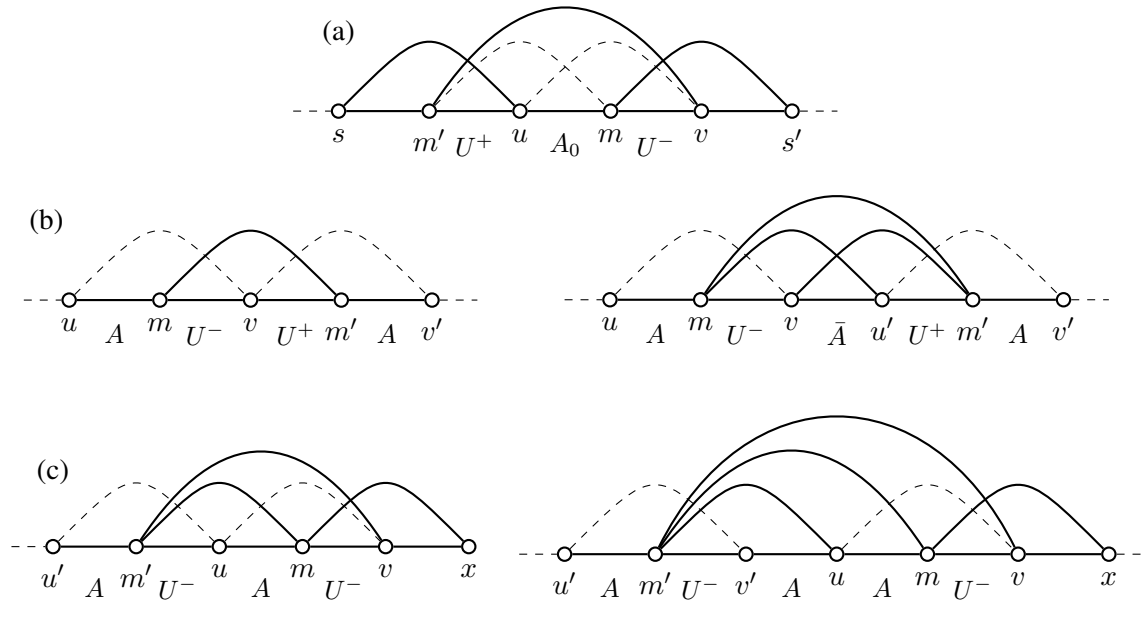 (a)
s m′ u m v s′
U⁺ A₀ U⁻
(b)
u m v m′ v′
A U⁻ U⁺ A
u m v u′ m′ v′
A U⁻ Ā U⁺ A
(c)
u′ m′ u m v x
A U⁻ A U⁻
u′ m′ v′ u m v x
A U⁻ A A U⁻